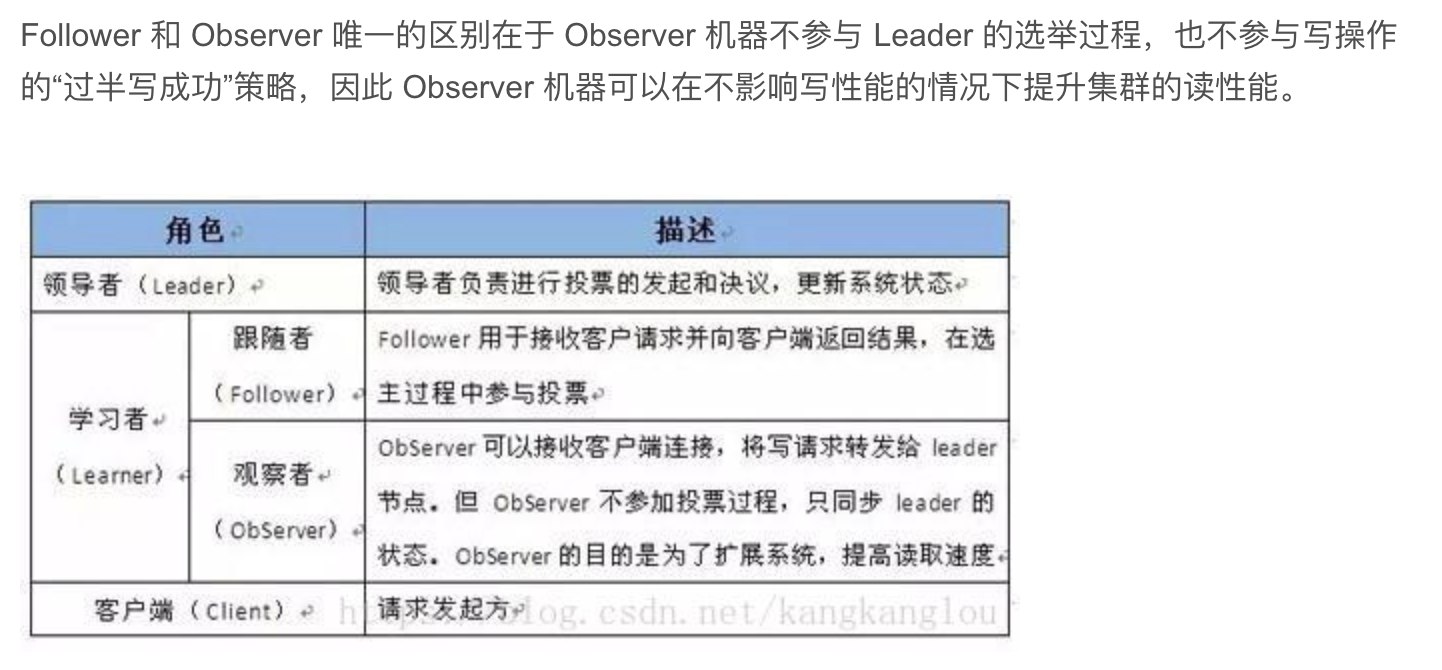 Follower 和 Observer 唯一的区别在于 Observer 机器不参与 Leader 的选举过程，也不参与写操作
的“过半写成功”策略，因此 Observer 机器可以在不影响写性能的情况下提升集群的读性能。
角色 描述
领导者（Leader） 领导者负责进行投票的发起和决议，更新系统状态
学习者
（Learner）
跟随者
（Follower）
Follower 用于接收客户请求并向客户端返回结果，在选
主过程中参与投票
观察者
（ObServer）
ObServer 可以接收客户端连接，将写请求转发给 leader
节点。但 ObServer 不参加投票过程，只同步 leader 的
状态。ObServer 的目的是为了扩展系统，提高读取速度
客户端（Client） 请求发起方
https://blog.csdn.net/kangkanglou